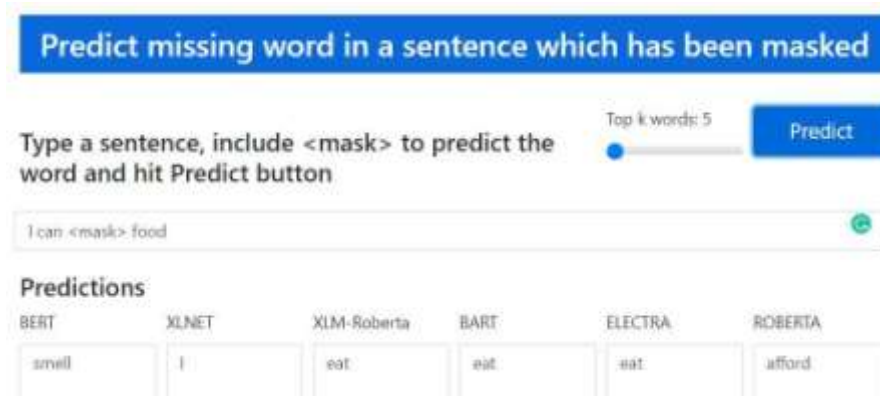 Predict missing word in a sentence which has been masked
Top k words: 5
Predict
Type a sentence, include <mask> to predict the
word and hit Predict button
I can <mask> food
Predictions
BERT XLNET XLM-Roberta BART ELECTRA ROBERTA
smell I eat eat eat afford